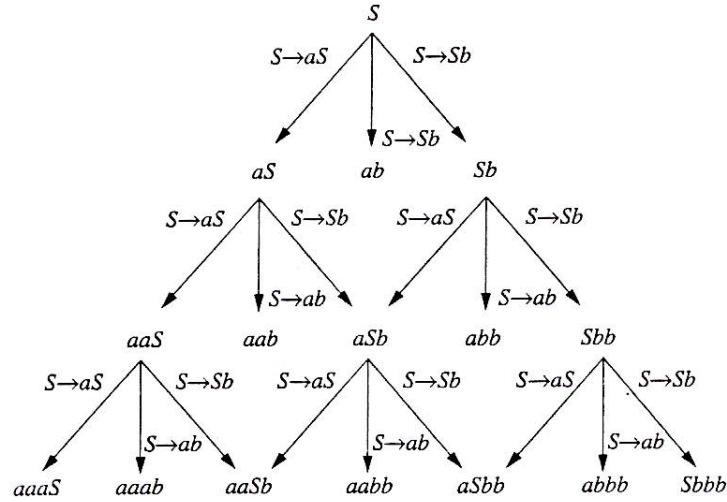 S
S→aS S→Sb
S→Sb
aS ab Sb
S→aS S→Sb S→aS S→Sb
S→ab S→ab
aaS aab aSb abb Sbb
S→aS S→Sb S→aS S→Sb S→aS S→Sb
S→ab S→ab S→ab
aaaS aaab aaSb aabb aSbb abbb Sbbb